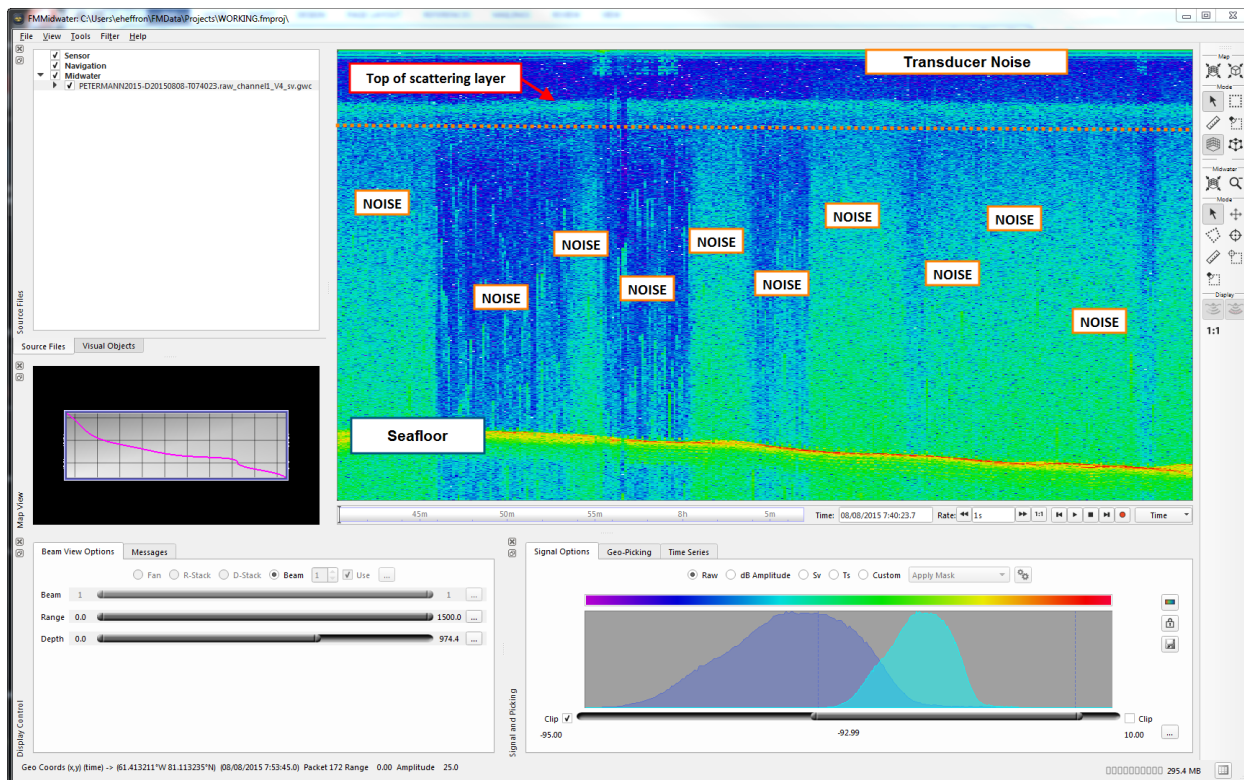 FMMidwater: C:\Users\eheffron\FMData\Projects\WORKING.fmproj\
File View Tools Filter Help
Sensor
Navigation
Midwater
PETERMANN2015-D20150808-T074023.raw_channel1_V4_sv.gwc
Source Files
Source Files Visual Objects
Map View
Top of scattering layer
Transducer Noise
NOISE
NOISE
NOISE
NOISE
NOISE
NOISE
NOISE
NOISE
NOISE
NOISE
Seafloor
45m 50m 55m 8h 5m Time: 08/08/2015 7:40:23.7 Rate: 1s 1:1 Time
Map
Mode
Midwater
Mode
Display
1:1
Beam View Options Messages
Fan R-Stack D-Stack Beam 1 Use ...
Beam 1 1 ...
Range 0.0 1500.0 ...
Depth 0.0 974.4 ...
Display Control
Signal Options Geo-Picking Time Series
Raw dB Amplitude Sv Ts Custom Apply Mask
Clip Clip
-95.00 -92.99 10.00 ...
Signal and Picking
Geo Coords (x,y) (time) -> (61.413211°W 81.113235°N) (08/08/2015 7:53:45.0) Packet 172 Range 0.00 Amplitude 25.0 295.4 MB